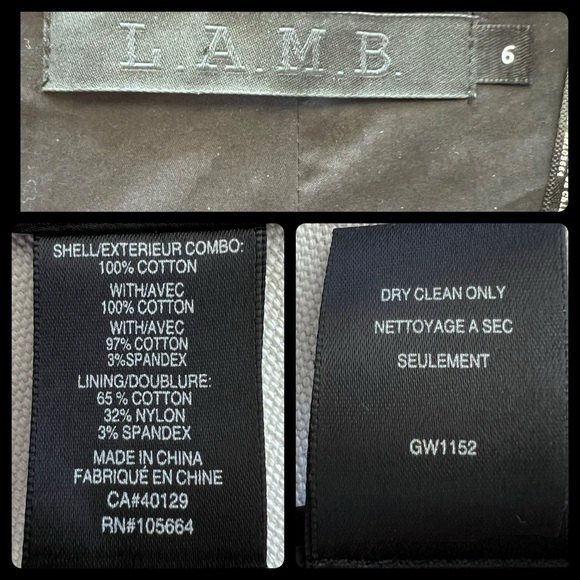 L.A.M.B.
6
SHELL/EXTERIEUR COMBO:
100% COTTON
WITH/AVEC
100% COTTON
WITH/AVEC
97% COTTON
3%SPANDEX
LINING/DOUBLURE:
65% COTTON
32% NYLON
3% SPANDEX
MADE IN CHINA
FABRIQUÉ EN CHINE
CA#40129
RN#105664
DRY CLEAN ONLY
NETTOYAGE A SEC
SEULEMENT
GW1152